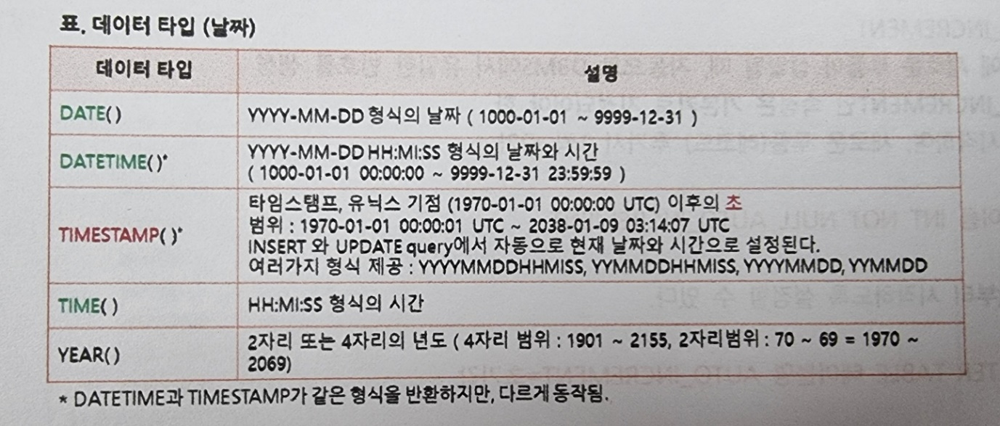 표. 데이터 타입 (날짜)
데이터 타입
설명
DATE()
YYYY-MM-DD 형식의 날짜 ( 1000-01-01 ~ 9999-12-31 )
DATETIME()*
YYYY-MM-DD HH:MI:SS 형식의 날짜와 시간
( 1000-01-01 00:00:00 ~ 9999-12-31 23:59:59 )
TIMESTAMP( )*
타임스탬프, 유닉스 기점 (1970-01-01 00:00:00 UTC) 이후의 초
범위 : 1970-01-01 00:00:01 UTC ~ 2038-01-09 03:14:07 UTC
INSERT 와 UPDATE query에서 자동으로 현재 날짜와 시간으로 설정된다.
여러가지 형식 제공 : YYYYMMDDHHMISS, YYMMDDHHMISS, YYYYMMDD, YYMMDD
TIME( )
HH:MI:SS 형식의 시간
YEAR()
2자리 또는 4자리의 년도 ( 4자리 범위 : 1901 ~ 2155, 2자리범위 : 70 ~ 69 = 1970 ~
2069)
* DATETIME과 TIMESTAMP가 같은 형식을 반환하지만, 다르게 동작됨.